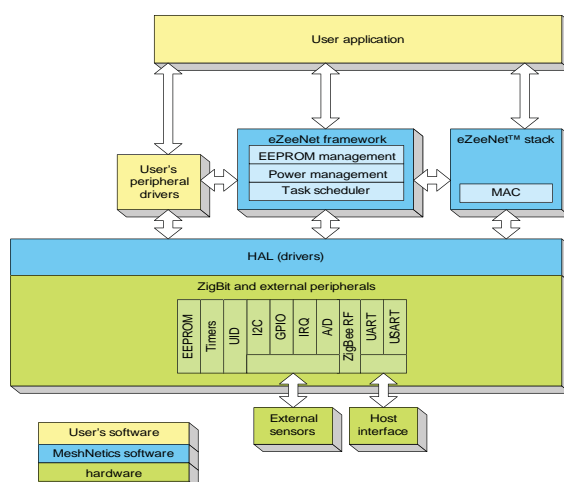 User application
eZeeNet framework
EEPROM management
Power management
Task scheduler
eZeeNet™ stack
MAC
User's
peripheral
drivers
HAL (drivers)
ZigBit and external peripherals
EEPROM
Timers
UID
I2C
GPIO
IRQ
A/D
ZigBee RF
UART
USART
External
sensors
Host
interface
User's software
MeshNetics software
hardware